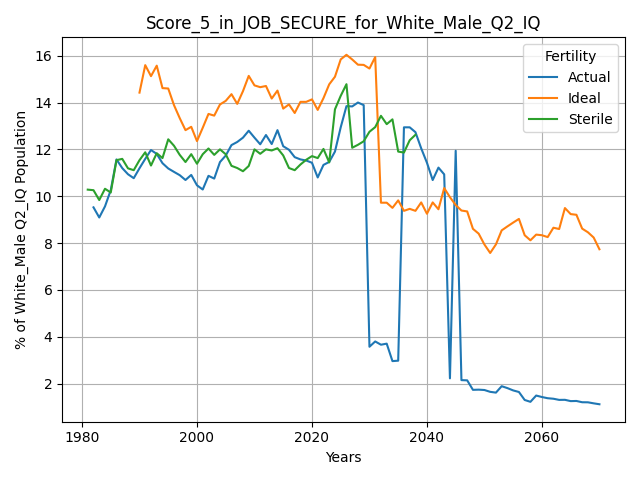 Score_5_in_JOB_SECURE_for_White_Male_Q2_IQ
% of White_Male Q2_IQ Population
16
14
12
10
8
6
4
2
Fertility
Actual
Ideal
Sterile
1980 2000 2020 2040 2060
Years